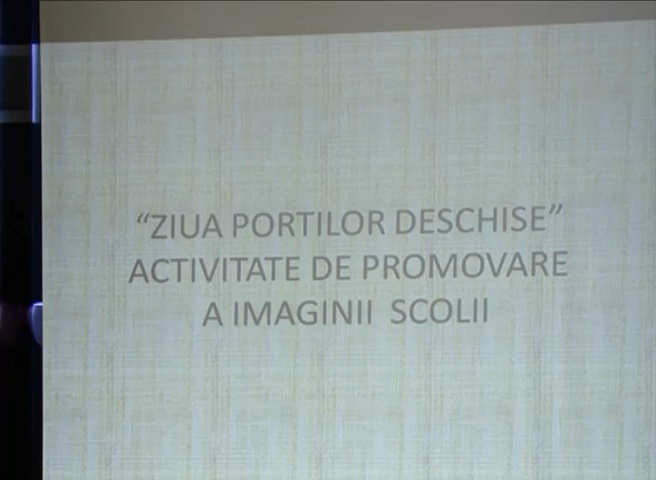 “ZIUA PORTILOR DESCHISE”
ACTIVITATE DE PROMOVARE
A IMAGINII SCOLII